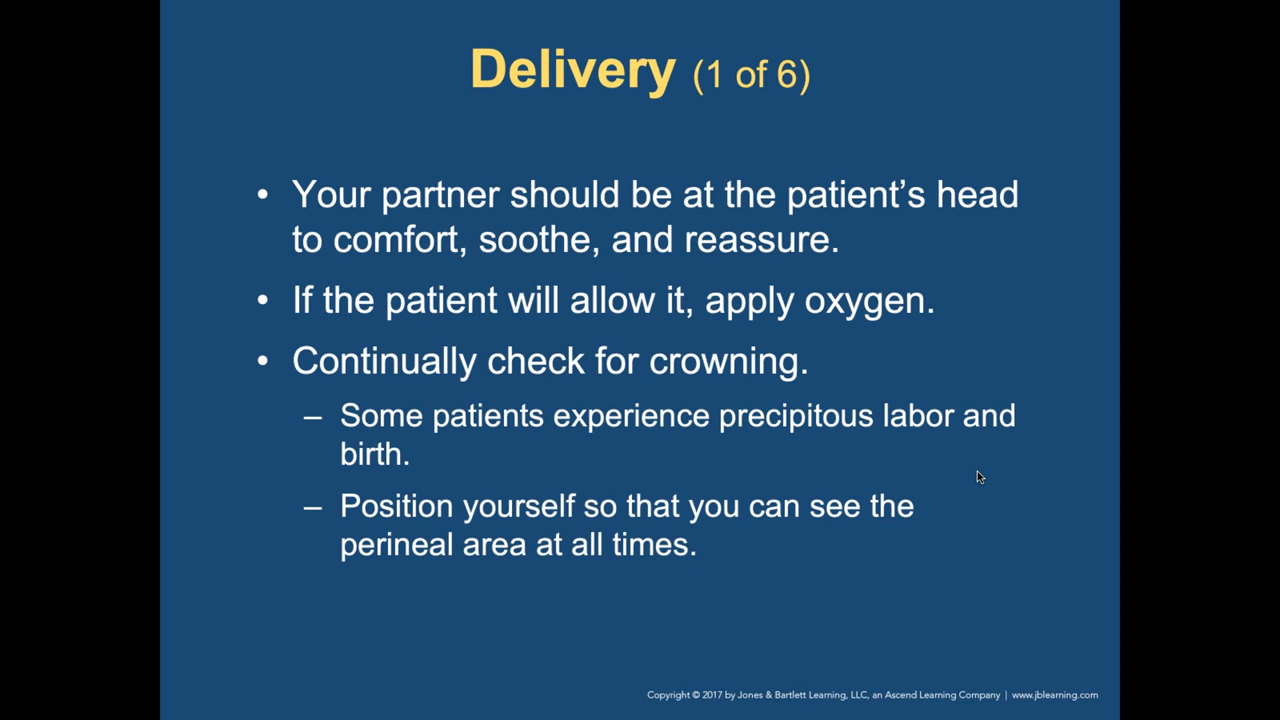 Delivery (1 of 6)
• Your partner should be at the patient’s head
to comfort, soothe, and reassure.
• If the patient will allow it, apply oxygen.
• Continually check for crowning.
– Some patients experience precipitous labor and
birth.
– Position yourself so that you can see the
perineal area at all times.
Copyright © 2017 by Jones & Bartlett Learning, LLC, an Ascend Learning Company | www.jblearning.com